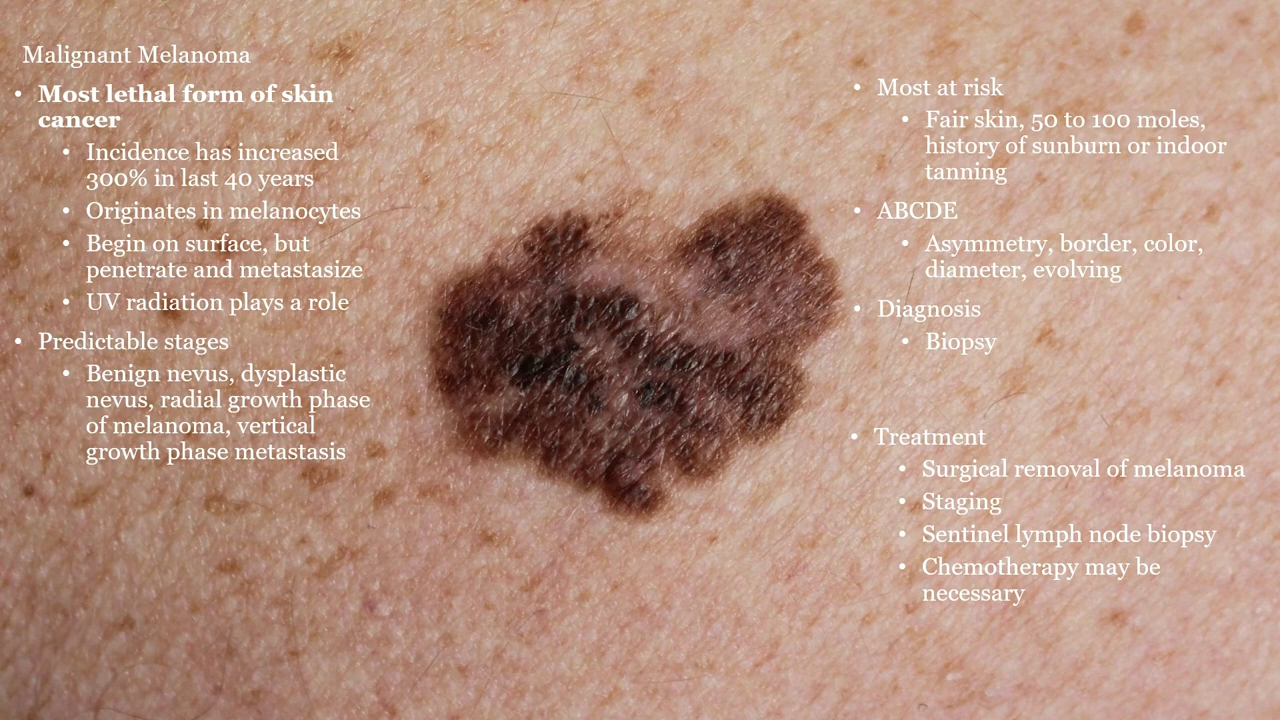 Malignant Melanoma
• Most lethal form of skin
cancer
• Incidence has increased
300% in last 40 years
• Originates in melanocytes
• Begin on surface, but
penetrate and metastasize
• UV radiation plays a role
• Predictable stages
• Benign nevus, dysplastic
nevus, radial growth phase
of melanoma, vertical
growth phase metastasis
• Most at risk
• Fair skin, 50 to 100 moles,
history of sunburn or indoor
tanning
• ABCDE
• Asymmetry, border, color,
diameter, evolving
• Diagnosis
• Biopsy
• Treatment
• Surgical removal of melanoma
• Staging
• Sentinel lymph node biopsy
• Chemotherapy may be
necessary